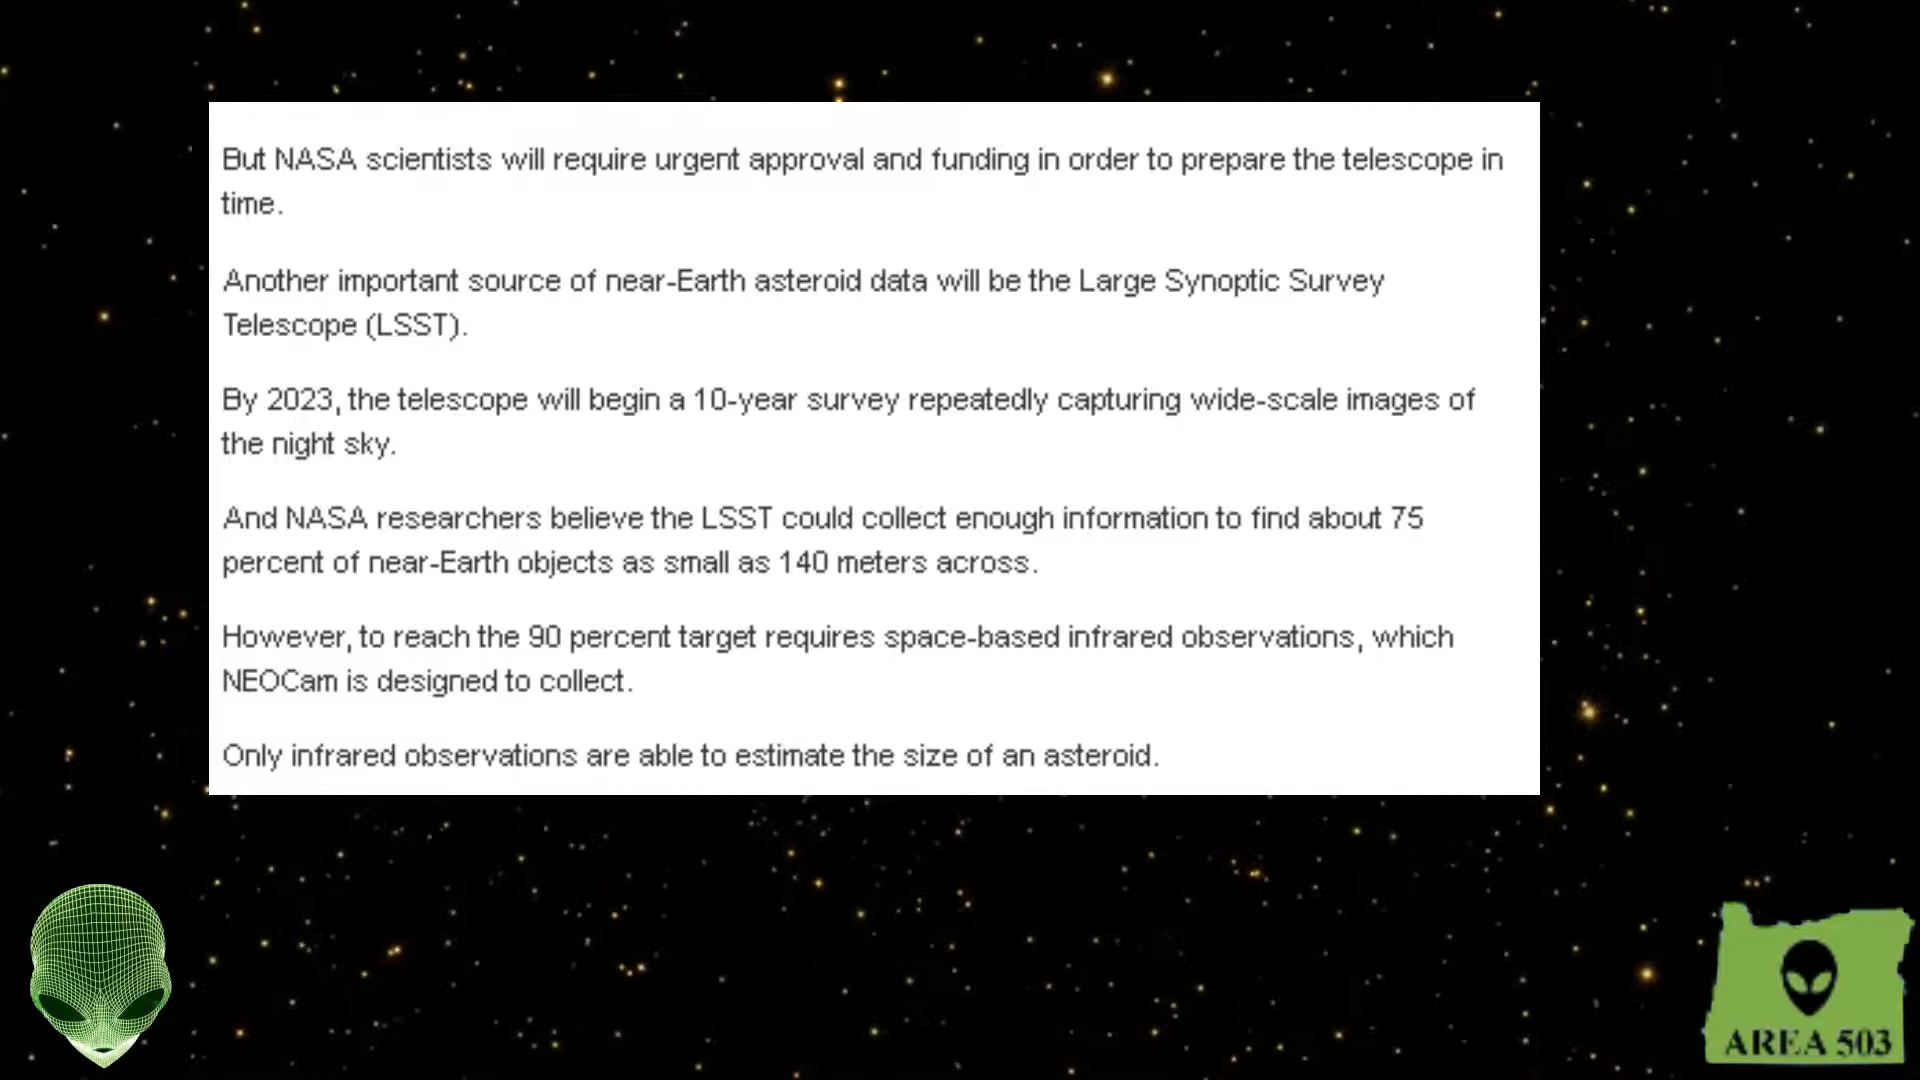 But NASA scientists will require urgent approval and funding in order to prepare the telescope in
time.
Another important source of near-Earth asteroid data will be the Large Synoptic Survey
Telescope (LSST).
By 2023, the telescope will begin a 10-year survey repeatedly capturing wide-scale images of
the night sky.
And NASA researchers believe the LSST could collect enough information to find about 75
percent of near-Earth objects as small as 140 meters across.
However, to reach the 90 percent target requires space-based infrared observations, which
NEOCam is designed to collect.
Only infrared observations are able to estimate the size of an asteroid.
AREA 503